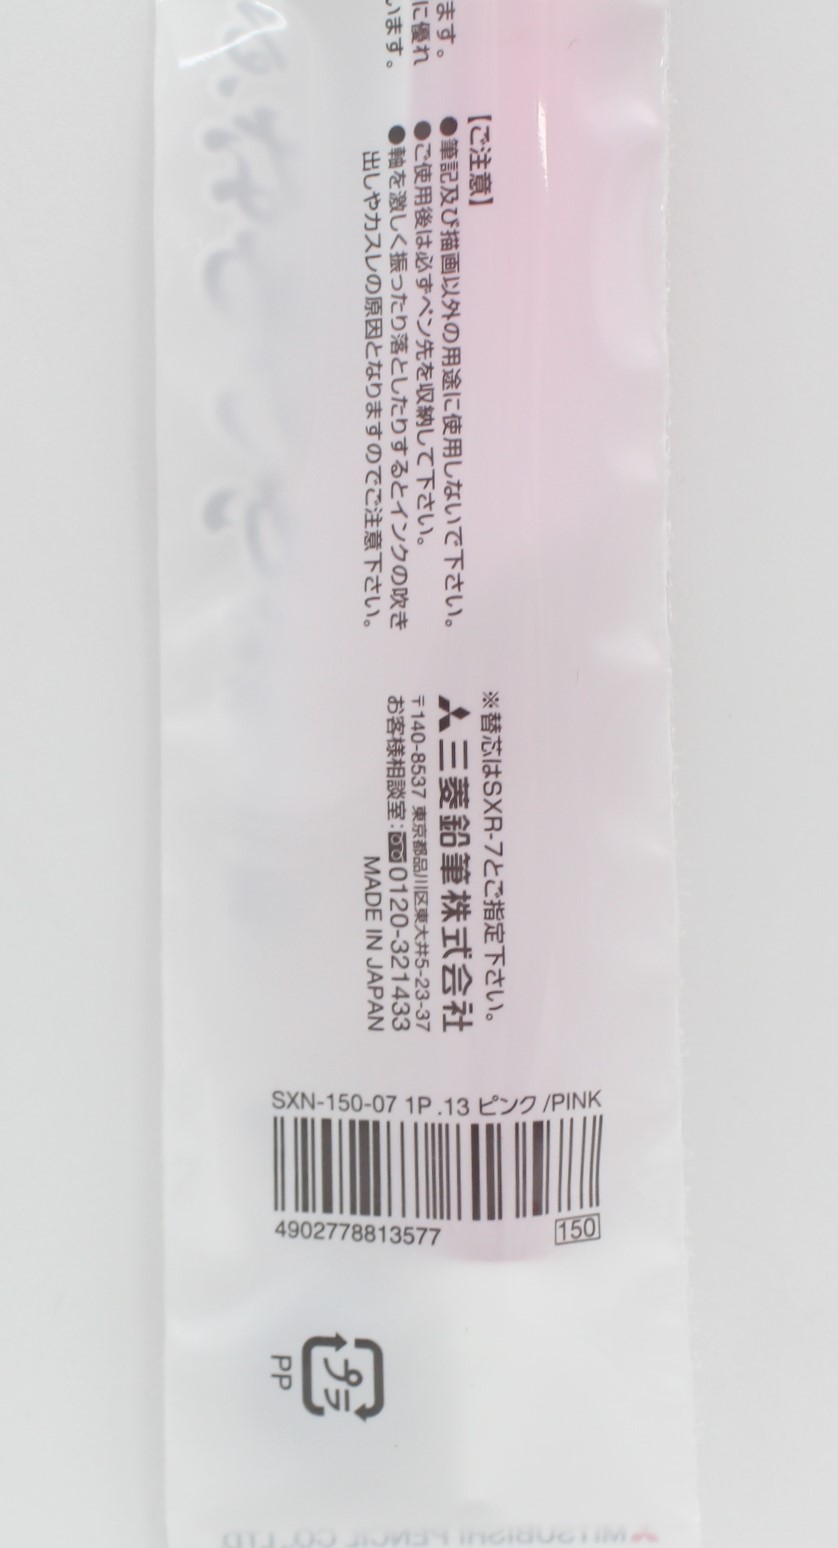 ます。
に優れ
います。
【ご注意】
●筆記及び描画以外の用途に使用しないで下さい。
●ご使用後は必ずペン先を収納して下さい。
●軸を激しく振ったり落としたりするとインクの吹き
出しやカスレの原因となりますのでご注意下さい。
※替芯はSXR-7とご指定下さい。
三菱鉛筆株式会社
〒140-8537 東京都品川区東大井5-23-37
お客様相談室:0120-321433
MADE IN JAPAN
SXN-150-07 1P .13 ピンク /PINK
4902778813577
150
プラ
PP
MITSUBISHI PENCIL CO., LTD